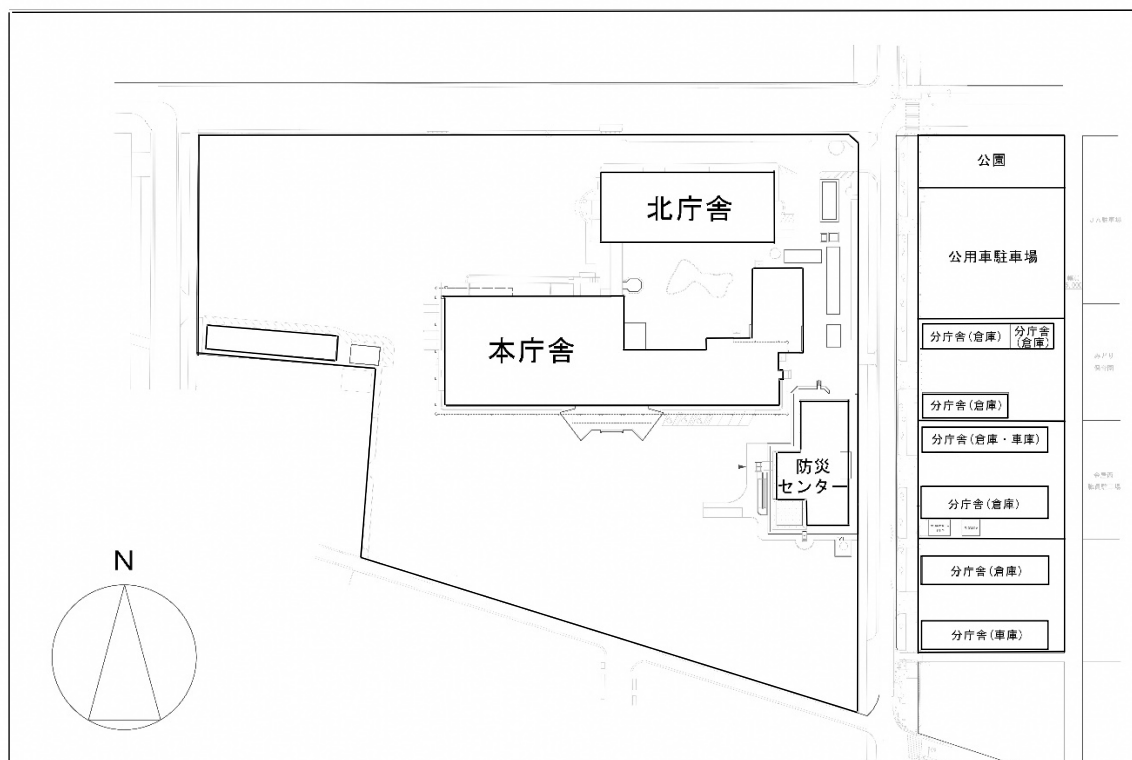 公園
北庁舎
公用車駐車場
本庁舎
分庁舎(倉庫)
分庁舎
(倉庫)
分庁舎(倉庫)
分庁舎(倉庫・車庫)
防災
センター
分庁舎(倉庫)
N
分庁舎(倉庫)
分庁舎(車庫)